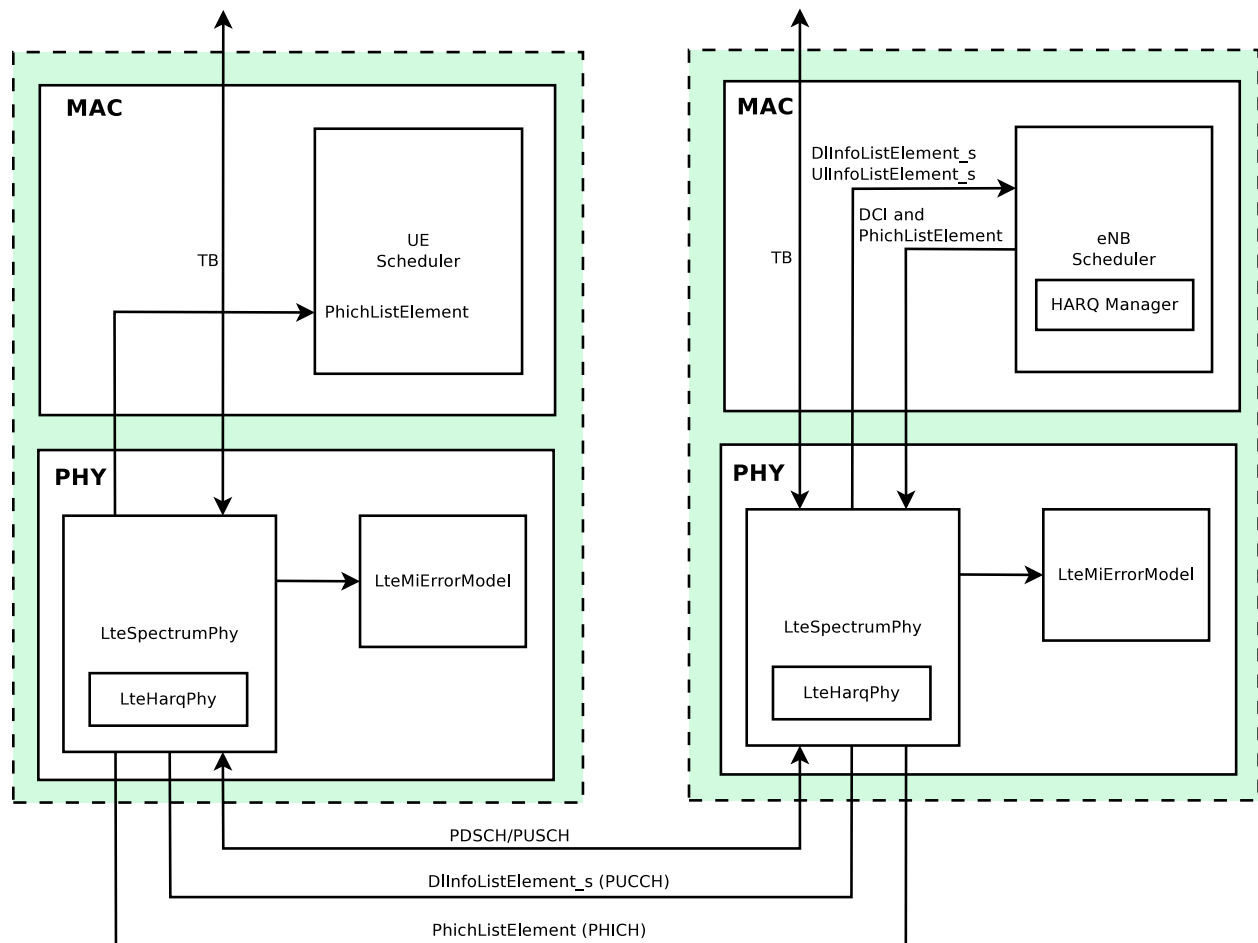 MAC
UE
Scheduler
TB
PhichListElement
PHY
LteMiErrorModel
LteSpectrumPhy
LteHarqPhy
MAC
DlInfoListElement_s
UlInfoListElement_s
DCI and
PhichListElement
eNB
Scheduler
TB
HARQ Manager
PHY
LteMiErrorModel
LteSpectrumPhy
LteHarqPhy
PDSCH/PUSCH
DlInfoListElement_s (PUCCH)
PhichListElement (PHICH)